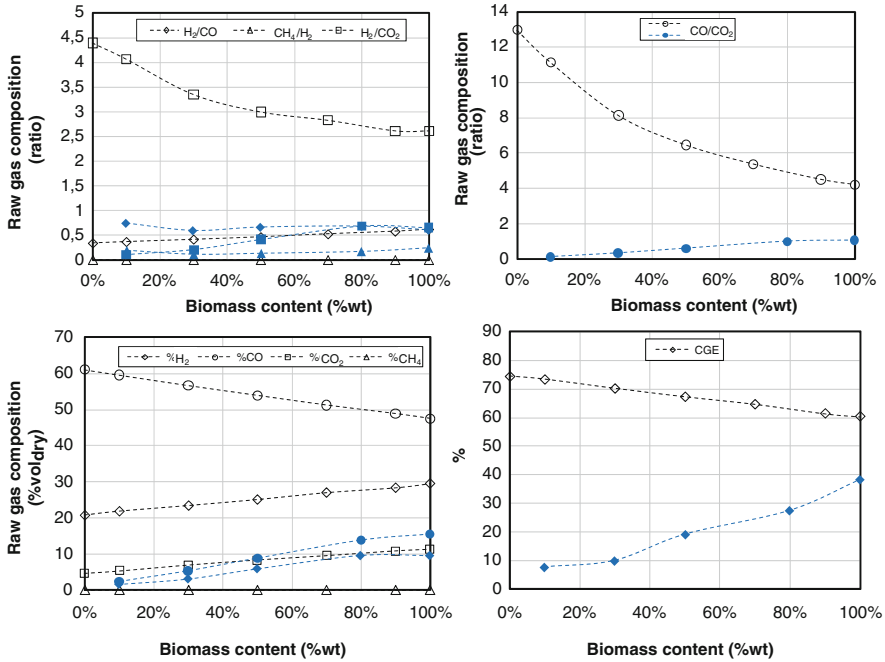 H2/CO CH4/H2 H2/CO2
5
4,5
4
3,5
3
2,5
2
1,5
1
0,5
0
0% 20% 40% 60% 80% 100%
Raw gas composition
(ratio)
Biomass content (%wt)
CO/CO2
14
12
10
8
6
4
2
0
0% 20% 40% 60% 80% 100%
Raw gas composition
(ratio)
Biomass content (%wt)
%H2 %CO %CO2 %CH4
70
60
50
40
30
20
10
0
0% 20% 40% 60% 80% 100%
Raw gas composition
(%voldry)
Biomass content (%wt)
CGE
90
80
70
60
50
40
30
20
10
0
0% 20% 40% 60% 80% 100%
%
Biomass content (%wt)